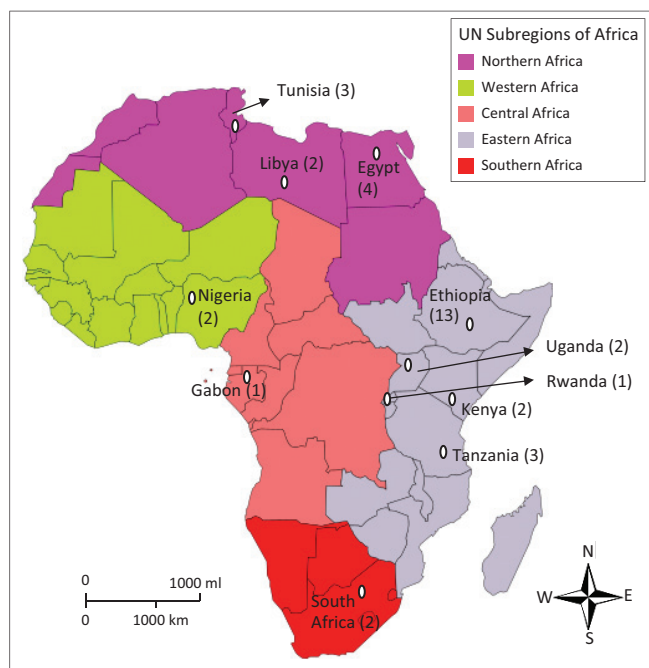 UN Subregions of Africa
Northern Africa
Western Africa
Central Africa
Eastern Africa
Southern Africa
Tunisia (3)
Libya (2)
Egypt
(4)
Nigeria
(2)
Ethiopia
(13)
Uganda (2)
Rwanda (1)
Gabon (1)
Kenya (2)
Tanzania (3)
South
Africa (2)
0 1000 ml
0 1000 km
N
W E
S